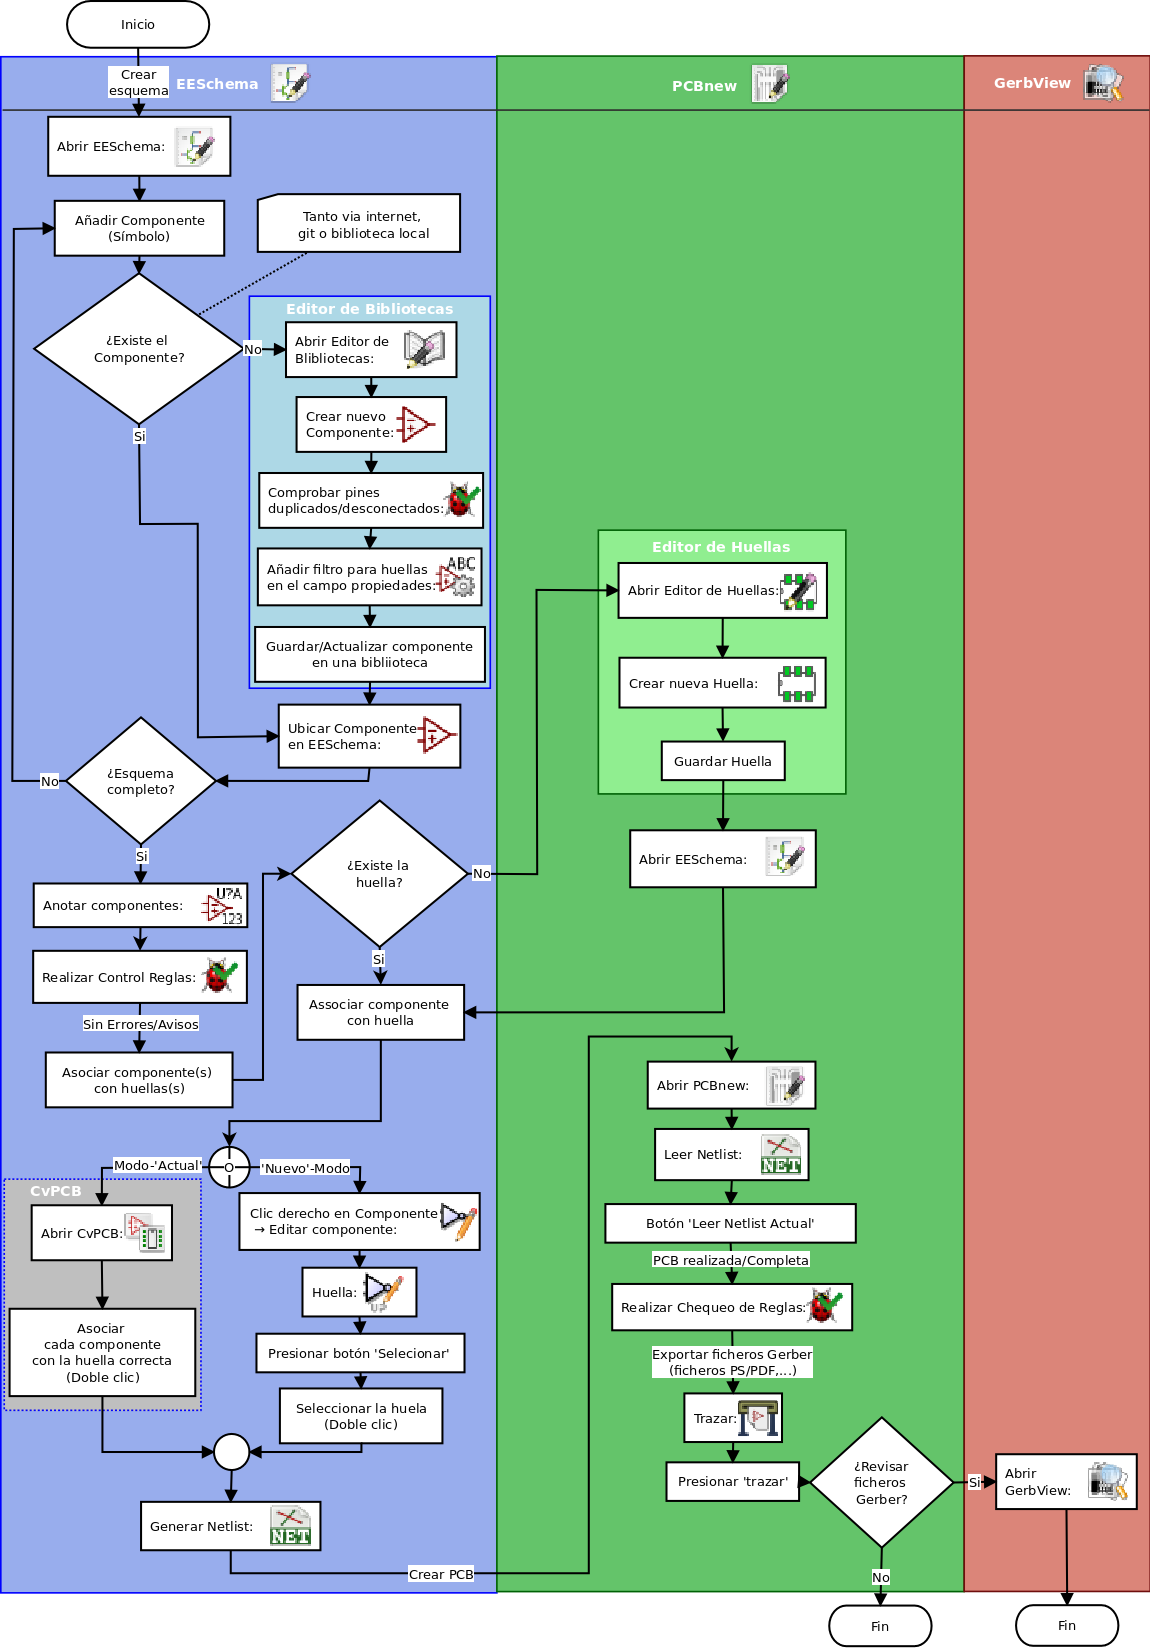 Inicio
Crear
esquema
EESchema
PCBnew
GerbView
Abrir EESchema:
Añadir Componente
(Símbolo)
Tanto via internet,
git o biblioteca local
¿Existe el
Componente?
No
Si
Editor de Bibliotecas
Abrir Editor de
Blibliotecas:
Crear nuevo
Componente:
Comprobar pines
duplicados/desconectados:
Añadir filtro para huellas
en el campo propiedades:
ABC
Guardar/Actualizar componente
en una bibliioteca
Ubicar Componente
en EESchema:
¿Esquema
completo?
No
Si
Anotar componentes:
U?A
123
Realizar Control Reglas:
Sin Errores/Avisos
Asociar componente(s)
con huellas(s)
¿Existe la
huella?
No
Si
Editor de Huellas
Abrir Editor de Huellas:
Crear nueva Huella:
Guardar Huella
Abrir EESchema:
Associar componente
con huella
O
Modo-'Actual'
'Nuevo'-Modo
CvPCB
Abrir CvPCB:
Asociar
cada componente
con la huella correcta
(Doble clic)
Clic derecho en Componente
→ Editar componente:
Huella:
U?
Presionar botón 'Selecionar'
Seleccionar la huela
(Doble clic)
Generar Netlist:
NET
Crear PCB
Abrir PCBnew:
Leer Netlist:
NET
Botón 'Leer Netlist Actual'
PCB realizada/Completa
Realizar Chequeo de Reglas:
Exportar ficheros Gerber
(ficheros PS/PDF,...)
Trazar:
Presionar 'trazar'
¿Revisar
ficheros
Gerber?
Si
No
Abrir
GerbView:
Fin
Fin